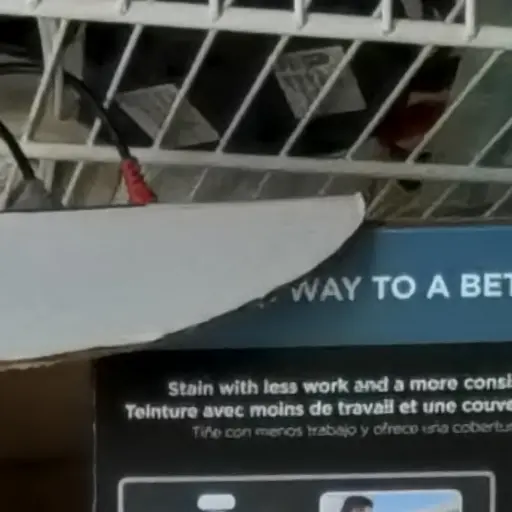 WAY TO A BET
Stain with less work and a more consi
Teinture avec moins de travail et une couve
Tiñe con menos trabajo y ofrece una cobertur